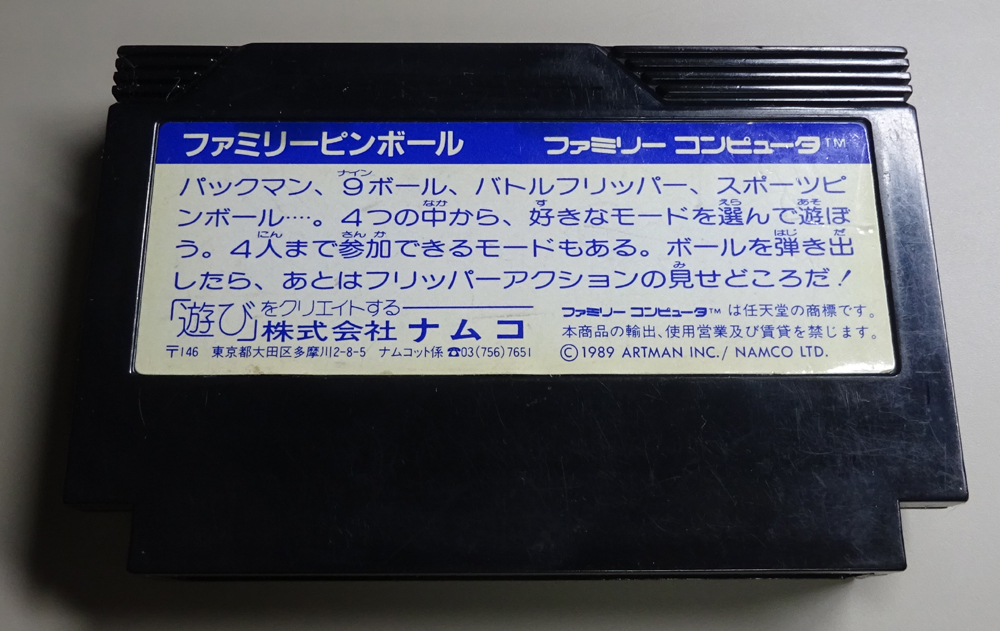 ファミリーピンボール ファミリー コンピュータ™
パックマン、9ボール、バトルフリッパー、スポーツピ
ンボール…。4つの中から、好きなモードを選んで遊ぼ
う。4人まで参加できるモードもある。ボールを弾き出
したら、あとはフリッパーアクションの見せどころだ!
「遊び」をクリエイトする
株式会社 ナムコ
〒146 東京都大田区多摩川2-8-5 ナムコット係 ☎03(756)7651
ファミリー コンピュータ™ は任天堂の商標です。
本商品の輸出、使用営業及び賃貸を禁じます。
©1989 ARTMAN INC./ NAMCO LTD.